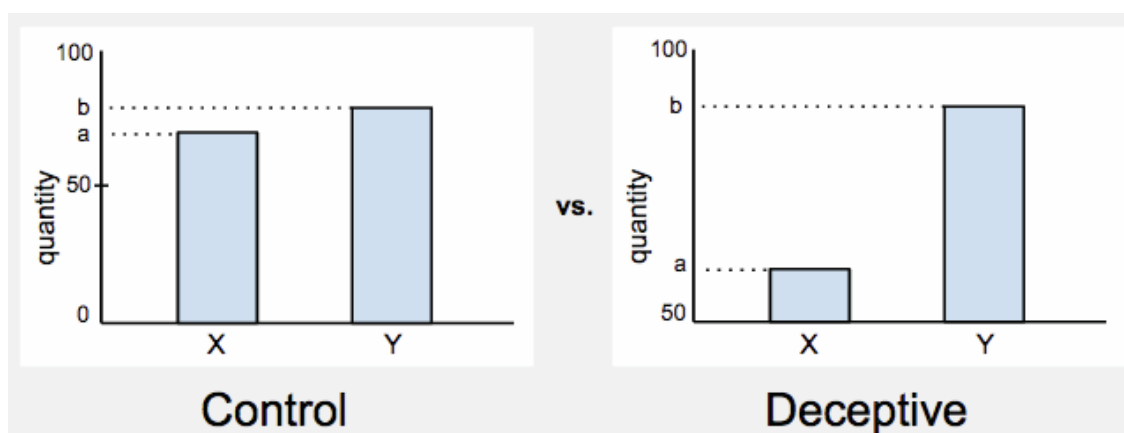 100
b
a
50
0
quantity
X Y
Control
vs.
100
b
a
50
quantity
X Y
Deceptive